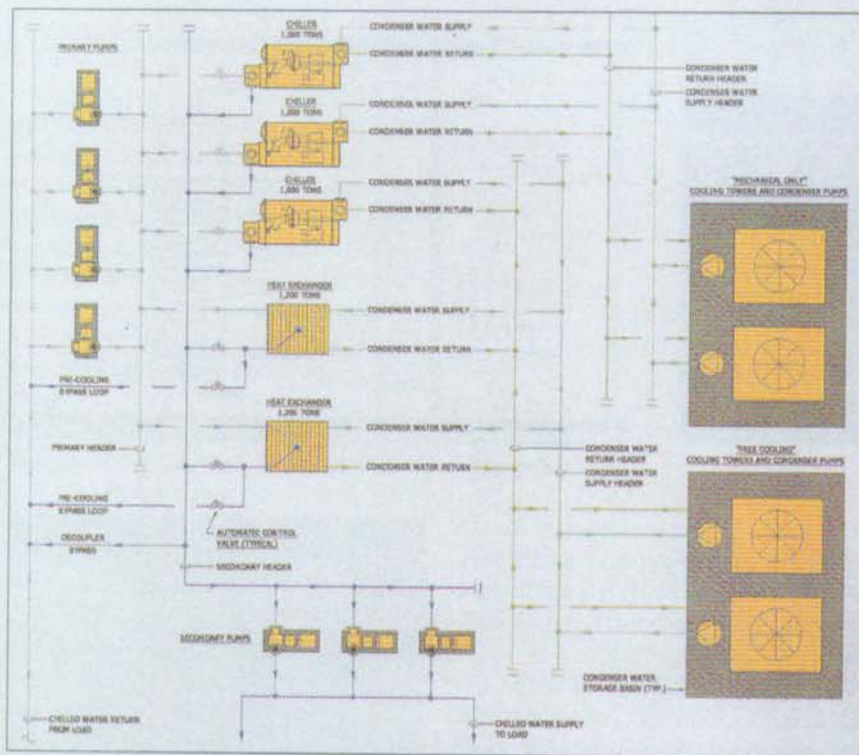 PRIMARY PUMPS
CHILLER
1,000 TONS
CONDENSER WATER SUPPLY
CONDENSER WATER RETURN
CHILLER
1,000 TONS
CONDENSER WATER SUPPLY
CONDENSER WATER RETURN
CHILLER
1,000 TONS
CONDENSER WATER SUPPLY
CONDENSER WATER RETURN
CONDENSER WATER
RETURN HEADER
CONDENSER WATER
SUPPLY HEADER
"MECHANICAL ONLY"
COOLING TOWERS AND CONDENSER PUMPS
HEAT EXCHANGER
1,200 TONS
CONDENSER WATER SUPPLY
CONDENSER WATER RETURN
PRE-COOLING
BYPASS LOOP
HEAT EXCHANGER
1,200 TONS
CONDENSER WATER SUPPLY
CONDENSER WATER RETURN
PRIMARY HEADER
CONDENSER WATER
RETURN HEADER
CONDENSER WATER
SUPPLY HEADER
"FREE COOLING"
COOLING TOWERS AND CONDENSER PUMPS
PRE-COOLING
BYPASS LOOP
AUTOMATIC CONTROL
VALVE (TYPICAL)
DECOUPLER
BYPASS
SECONDARY HEADER
SECONDARY PUMPS
CONDENSER WATER
STORAGE BASIN (TYP.)
CHILLED WATER RETURN
FROM LOAD
CHILLED WATER SUPPLY
TO LOAD